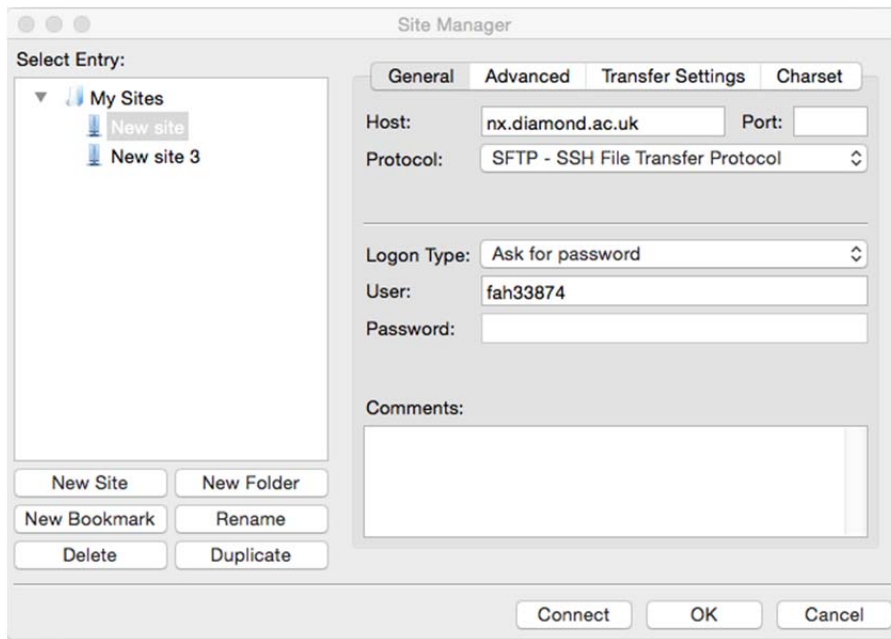 Site Manager
Select Entry:
My Sites
New site
New site 3
New Site
New Folder
New Bookmark
Rename
Delete
Duplicate
General
Advanced
Transfer Settings
Charset
Host:
nx.diamond.ac.uk
Port:
Protocol:
SFTP - SSH File Transfer Protocol
Logon Type:
Ask for password
User:
fah33874
Password:
Comments:
Connect
OK
Cancel